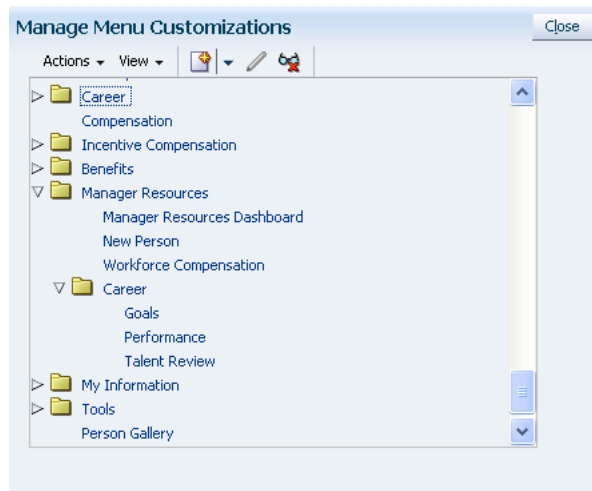 Manage Menu Customizations Close
Actions View
Career
Compensation
Incentive Compensation
Benefits
Manager Resources
Manager Resources Dashboard
New Person
Workforce Compensation
Career
Goals
Performance
Talent Review
My Information
Tools
Person Gallery